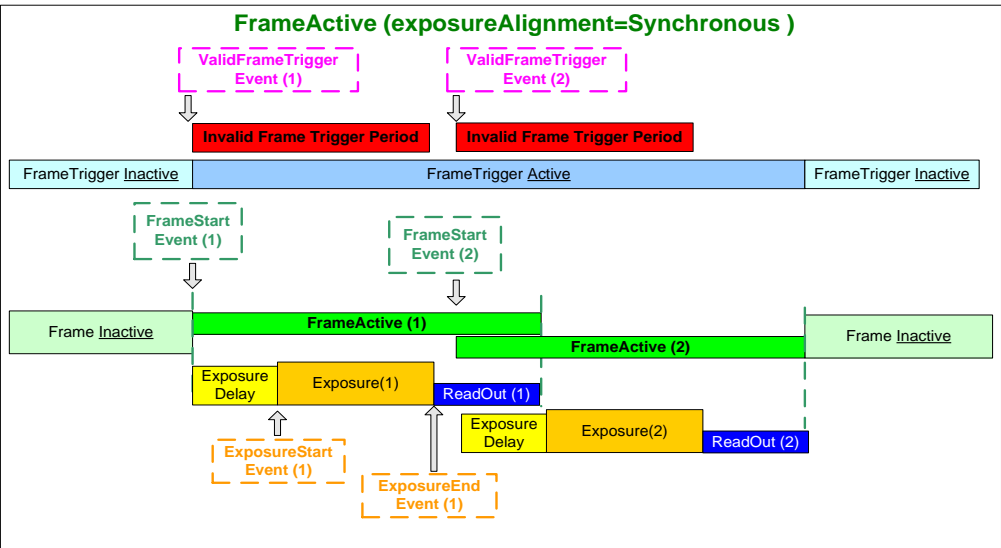 FrameActive (exposureAlignment=Synchronous )
ValidFrameTrigger
Event (1)
ValidFrameTrigger
Event (2)
Invalid Frame Trigger Period
Invalid Frame Trigger Period
FrameTrigger Inactive
FrameTrigger Active
FrameTrigger Inactive
FrameStart
Event (1)
FrameStart
Event (2)
Frame Inactive
FrameActive (1)
FrameActive (2)
Frame Inactive
Exposure
Delay
Exposure(1)
ReadOut (1)
Exposure
Delay
Exposure(2)
ReadOut (2)
ExposureStart
Event (1)
ExposureEnd
Event (1)